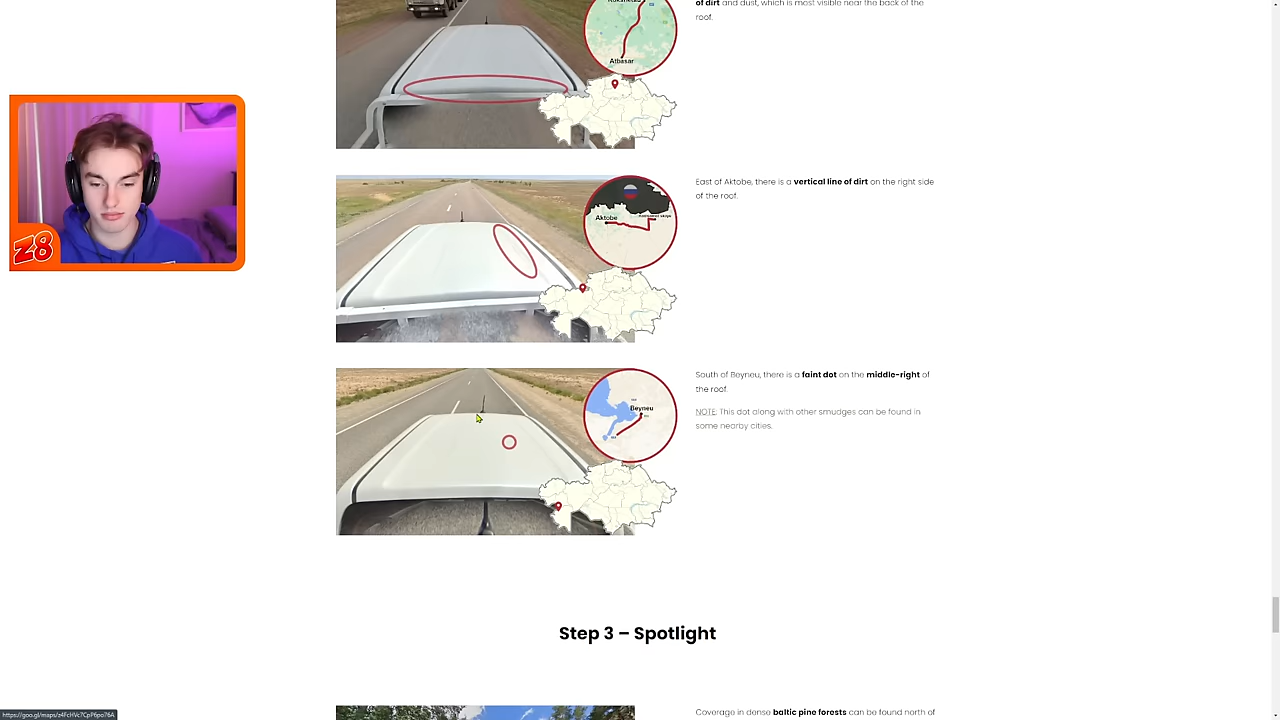 of dirt and dust, which is most visible near the back of the
roof.
Atbasar
East of Aktobe, there is a vertical line of dirt on the right side
of the roof.
Aktobe
z8
South of Beyneu, there is a faint dot on the middle-right of
the roof.
Beyneu
NOTE: This dot along with other smudges can be found in
some nearby cities.
Step 3 – Spotlight
Coverage in dense baltic pine forests can be found north of